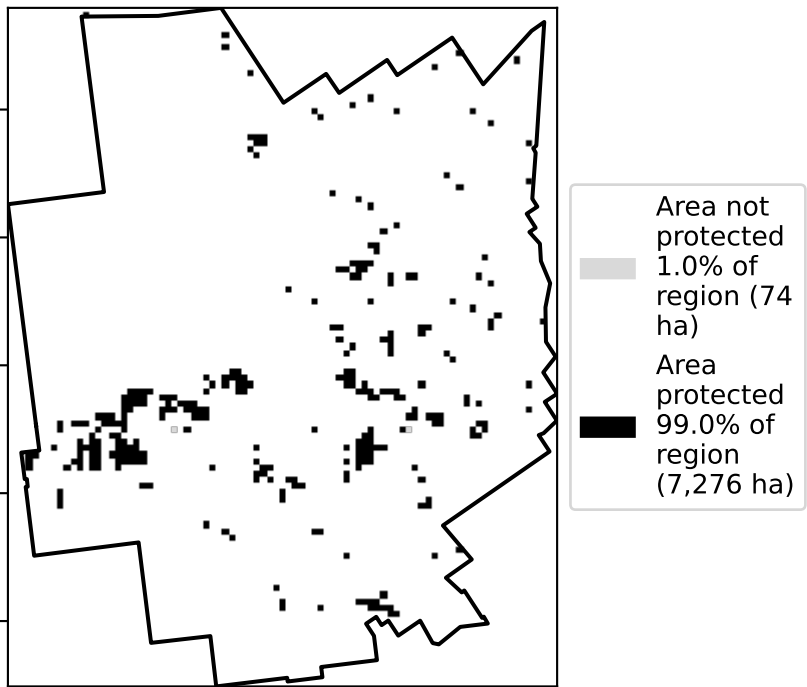 Area not
protected
1.0% of
region (74
ha)
Area
protected
99.0% of
region
(7,276 ha)